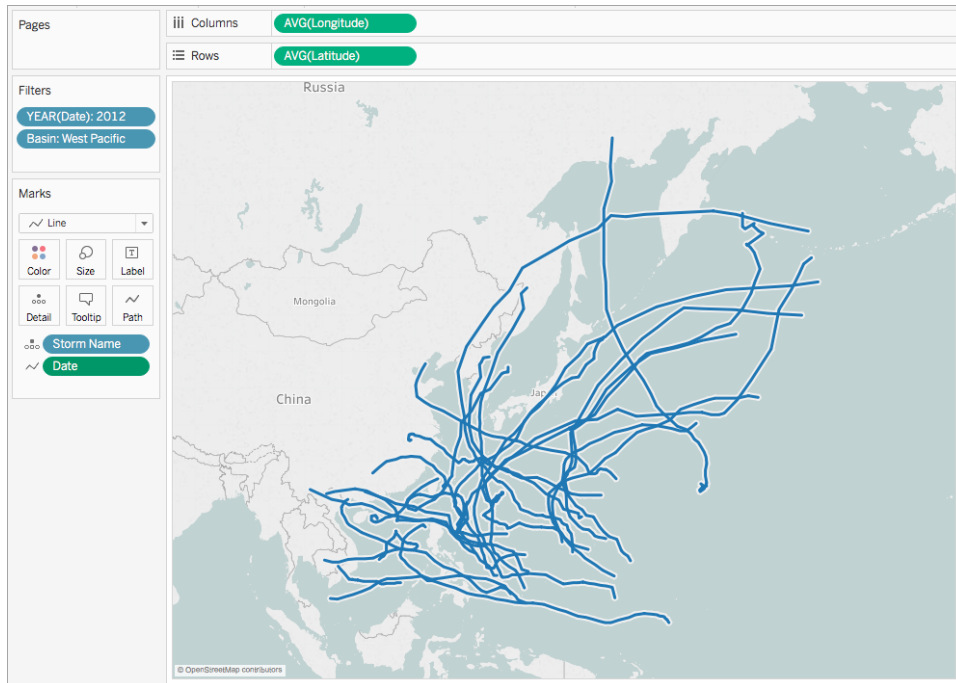 Pages
Columns
AVG(Longitude)
Rows
AVG(Latitude)
Filters
YEAR(Date): 2012
Basin: West Pacific
Marks
Line
Color
Size
Label
Detail
Tooltip
Path
Storm Name
Date
Russia
Mongolia
China
Japan
© OpenStreetMap contributors